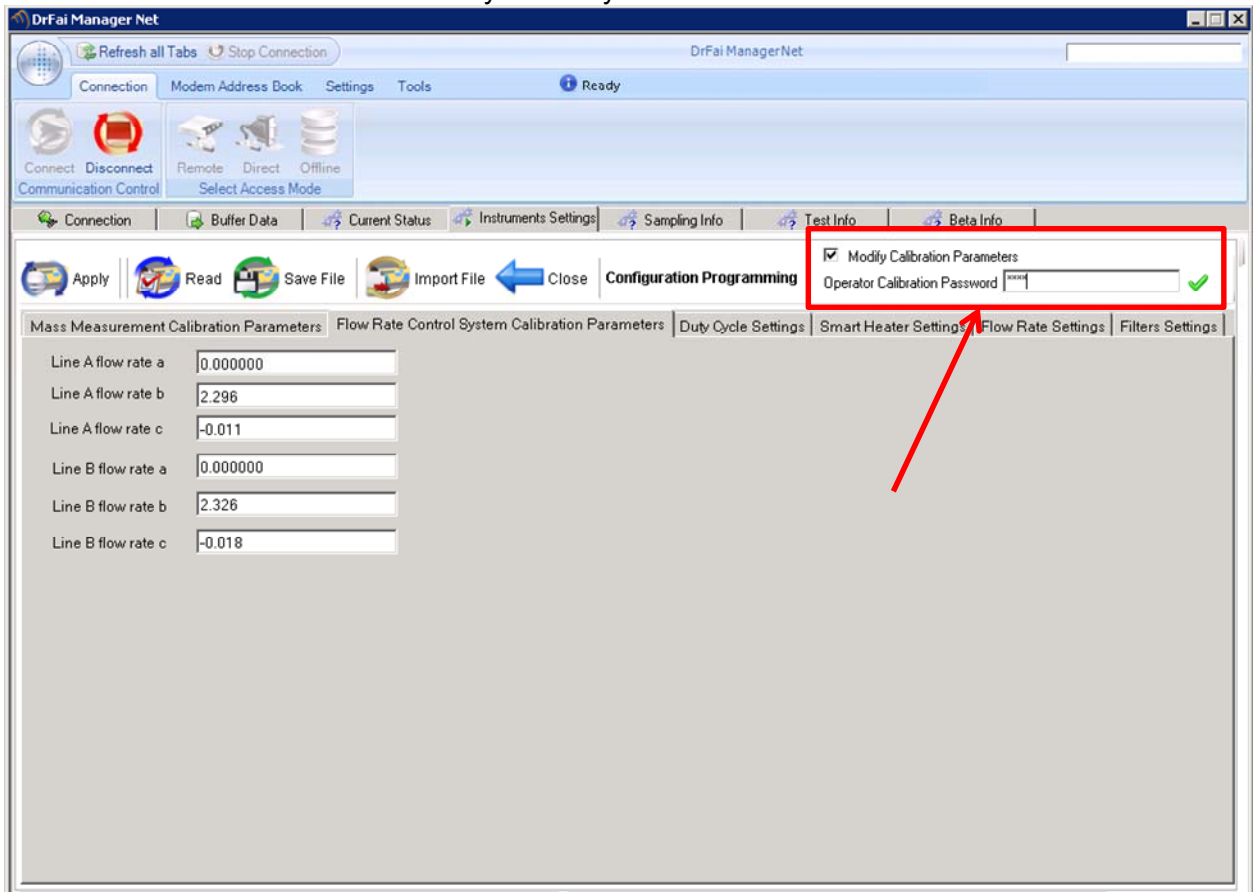 DrFai Manager Net
Refresh all Tabs Stop Connection DrFai ManagerNet
Connection Modem Address Book Settings Tools Ready
Connect Disconnect Remote Direct Offline
Communication Control Select Access Mode
Connection Buffer Data Current Status Instruments Settings Sampling Info Test Info Beta Info
Modify Calibration Parameters
Apply Read Save File Import File Close Configuration Programming Operator Calibration Password ****
Mass Measurement Calibration Parameters Flow Rate Control System Calibration Parameters Duty Cycle Settings Smart Heater Settings Flow Rate Settings Filters Settings
Line A flow rate a 0.000000
Line A flow rate b 2.296
Line A flow rate c -0.011
Line B flow rate a 0.000000
Line B flow rate b 2.326
Line B flow rate c -0.018